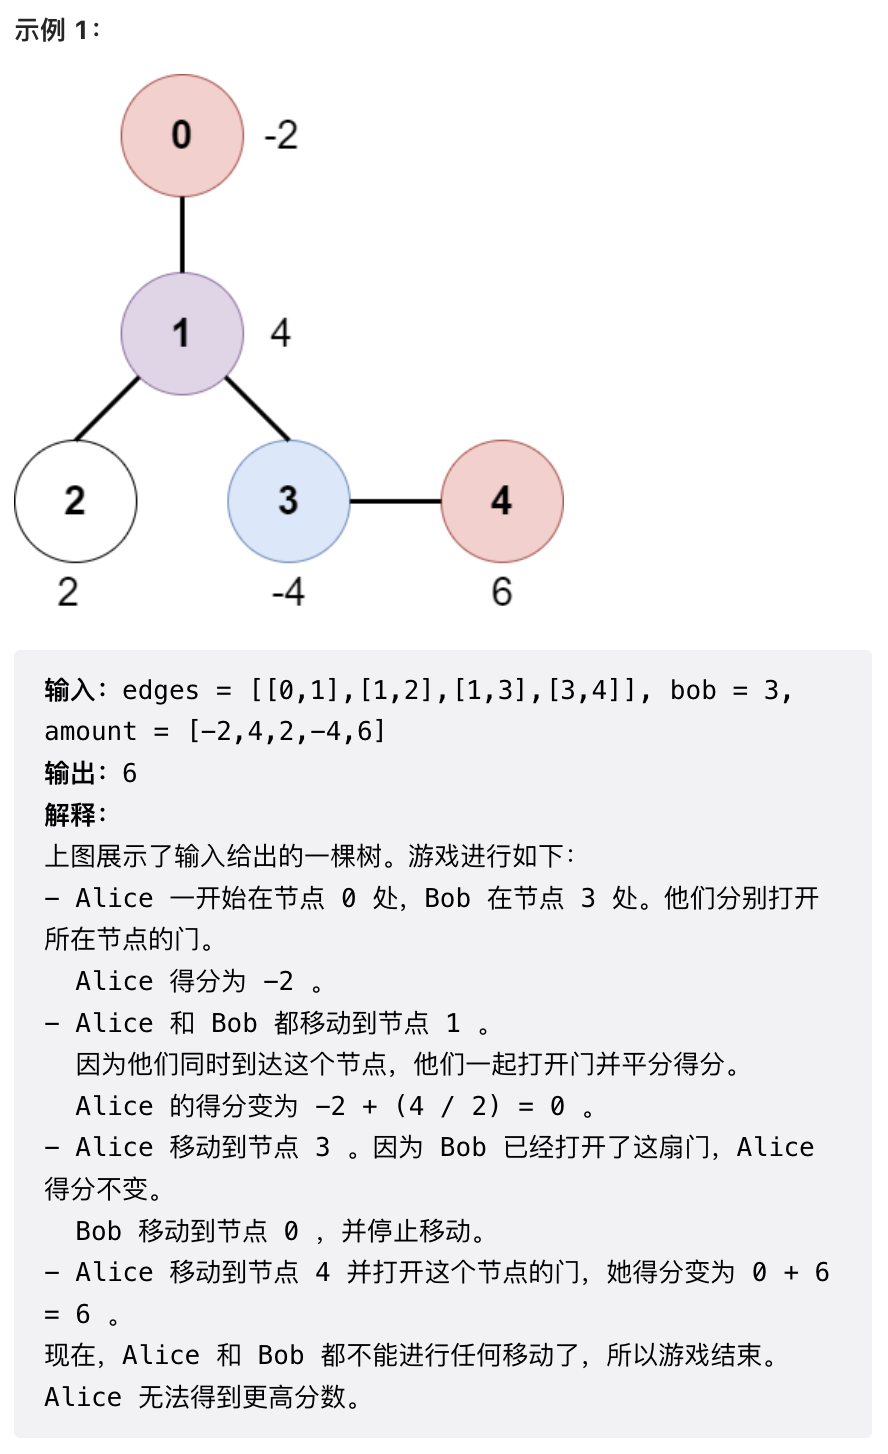 示例 1：
0 -2
1 4
2 3 4
2 -4 6
输入：edges = [[0,1],[1,2],[1,3],[3,4]], bob = 3,
amount = [-2,4,2,-4,6]
输出：6
解释：
上图展示了输入给出的一棵树。游戏进行如下：
- Alice 一开始在节点 0 处，Bob 在节点 3 处。他们分别打开
所在节点的门。
Alice 得分为 -2 。
- Alice 和 Bob 都移动到节点 1 。
因为他们同时到达这个节点，他们一起打开门并平分得分。
Alice 的得分变为 -2 + (4 / 2) = 0 。
- Alice 移动到节点 3 。因为 Bob 已经打开了这扇门，Alice
得分不变。
Bob 移动到节点 0 ，并停止移动。
- Alice 移动到节点 4 并打开这个节点的门，她得分变为 0 + 6
= 6 。
现在，Alice 和 Bob 都不能进行任何移动了，所以游戏结束。
Alice 无法得到更高分数。